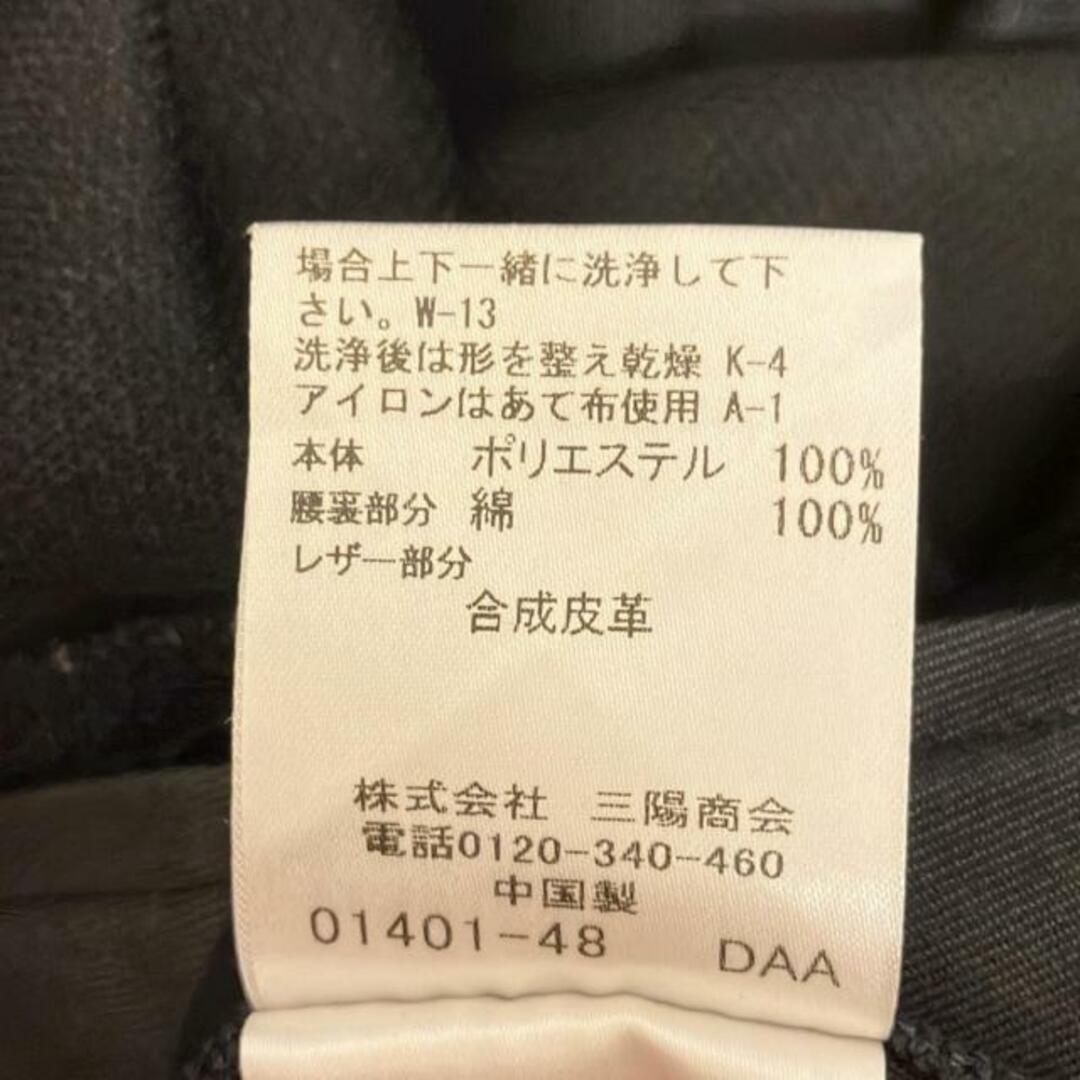 場合上下一緒に洗浄して下
さい。W-13
洗浄後は形を整え乾燥 K-4
アイロンはあて布使用 A-1
本体 ポリエステル 100%
腰裏部分 綿 100%
レザー部分
合成皮革
株式会社 三陽商会
電話0120-340-460
中国製
01401-48 DAA